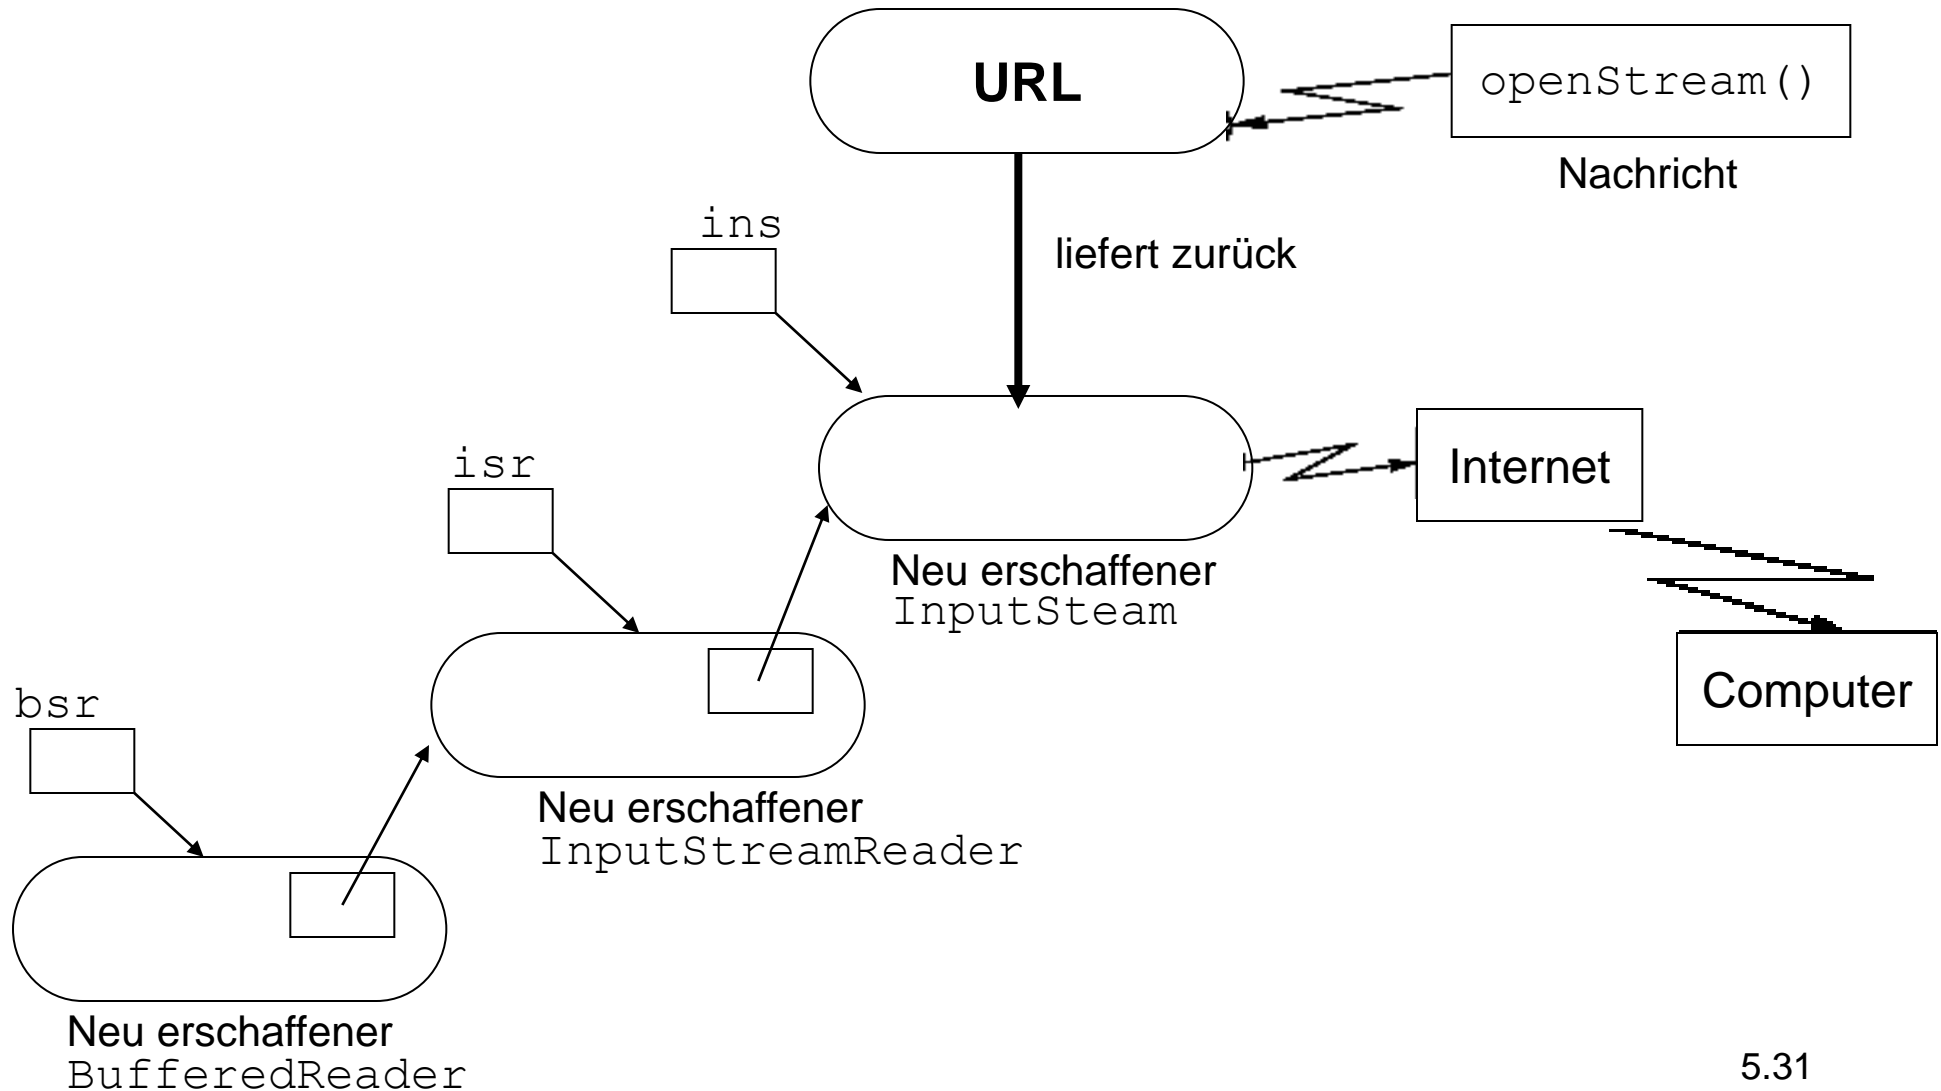 URL
openStream()
Nachricht
ins
liefert zurück
isr
Internet
Neu erschaffener
InputSteam
Computer
bsr
Neu erschaffener
InputStreamReader
Neu erschaffener
BufferedReader
5.31